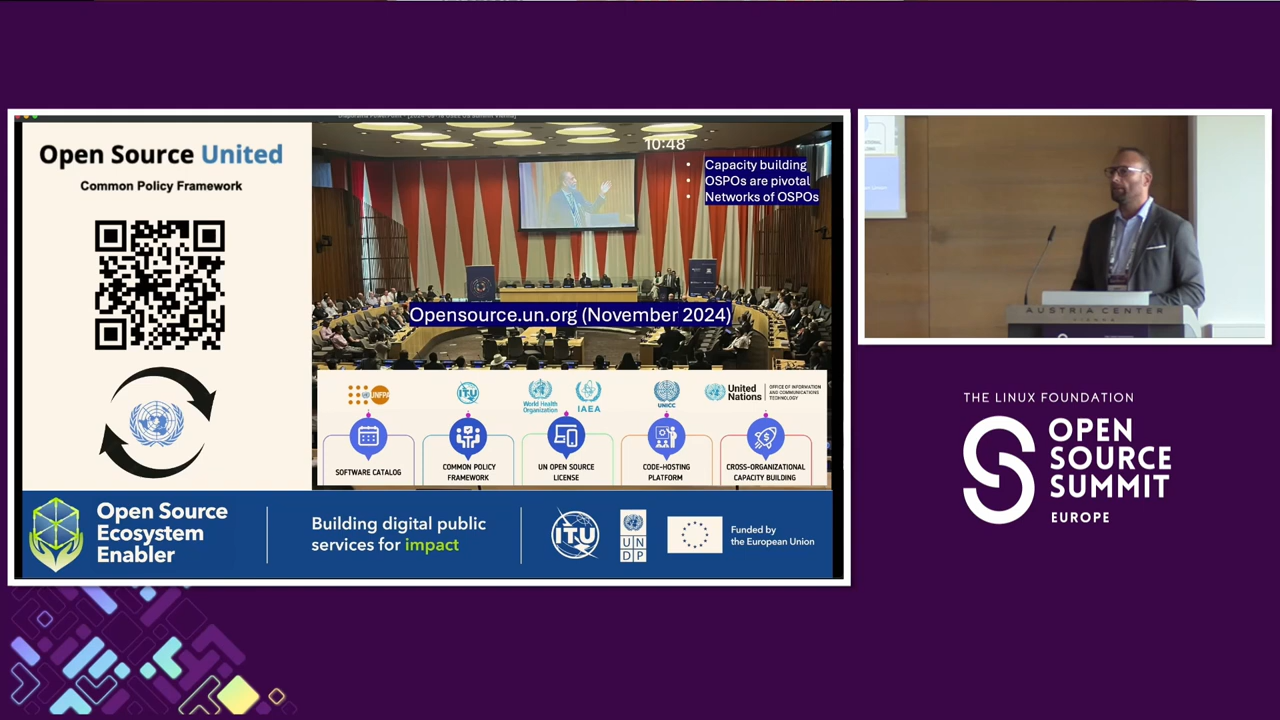 Open Source United
Common Policy Framework
10:48
Capacity building
OSPOs are pivotal
Networks of OSPOs
Opensource.un.org (November 2024)
UNFPA
ITU
World Health
Organization
IAEA
UNICC
United
Nations
OFFICE OF INFORMATION
AND COMMUNICATIONS
TECHNOLOGY
SOFTWARE CATALOG
COMMON POLICY
FRAMEWORK
UN OPEN SOURCE
LICENSE
CODE-HOSTING
PLATFORM
CROSS-ORGANIZATIONAL
CAPACITY BUILDING
Open Source
Ecosystem
Enabler
Building digital public
services for impact
ITU
U N
D P
Funded by
the European Union
AUSTRIA CENTER
VIENNA
THE LINUX FOUNDATION
OPEN
SOURCE
SUMMIT
EUROPE